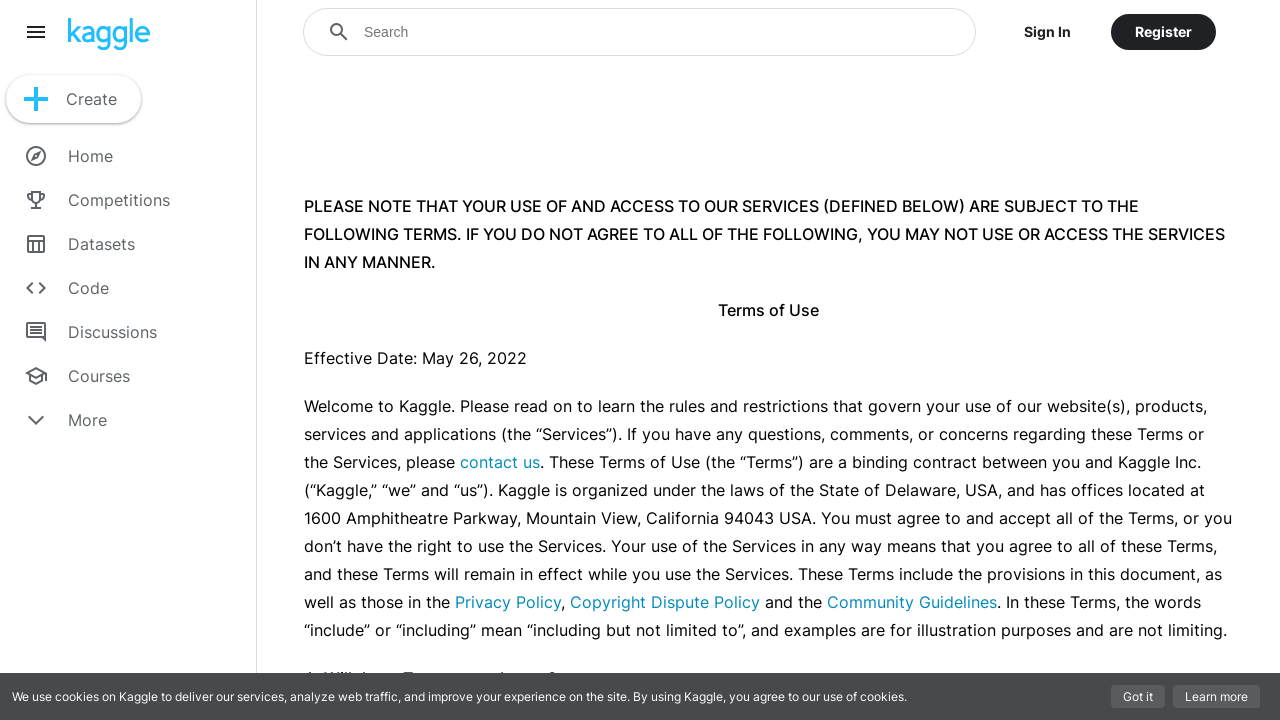 kaggle
Search
Sign In
Register
Create
Home
Competitions
Datasets
Code
Discussions
Courses
More
PLEASE NOTE THAT YOUR USE OF AND ACCESS TO OUR SERVICES (DEFINED BELOW) ARE SUBJECT TO THE
FOLLOWING TERMS. IF YOU DO NOT AGREE TO ALL OF THE FOLLOWING, YOU MAY NOT USE OR ACCESS THE SERVICES
IN ANY MANNER.
Terms of Use
Effective Date: May 26, 2022
Welcome to Kaggle. Please read on to learn the rules and restrictions that govern your use of our website(s), products,
services and applications (the “Services”). If you have any questions, comments, or concerns regarding these Terms or
the Services, please contact us. These Terms of Use (the “Terms”) are a binding contract between you and Kaggle Inc.
(“Kaggle,” “we” and “us”). Kaggle is organized under the laws of the State of Delaware, USA, and has offices located at
1600 Amphitheatre Parkway, Mountain View, California 94043 USA. You must agree to and accept all of the Terms, or you
don’t have the right to use the Services. Your use of the Services in any way means that you agree to all of these Terms,
and these Terms will remain in effect while you use the Services. These Terms include the provisions in this document, as
well as those in the Privacy Policy, Copyright Dispute Policy and the Community Guidelines. In these Terms, the words
“include” or “including” mean “including but not limited to”, and examples are for illustration purposes and are not limiting.
We use cookies on Kaggle to deliver our services, analyze web traffic, and improve your experience on the site. By using Kaggle, you agree to our use of cookies.
Got it
Learn more